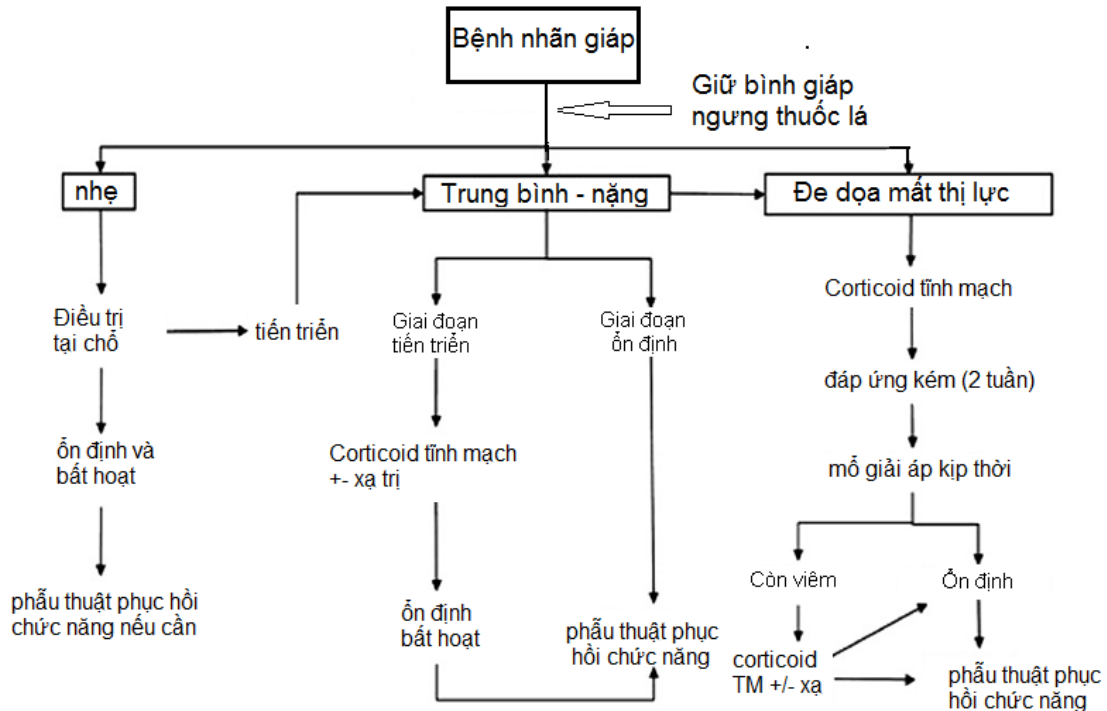 Bệnh nhãn giáp
Giữ bình giáp
ngưng thuốc lá
nhẹ
Trung bình - nặng
Đe dọa mất thị lực
Điều trị
tại chổ
tiến triển
Giai đoạn
tiến triển
Giai đoạn
ổn định
Corticoid tĩnh mạch
đáp ứng kém (2 tuần)
ổn định và
bất hoạt
Corticoid tĩnh mạch
+- xạ trị
mổ giải áp kịp thời
Còn viêm
Ổn định
phẫu thuật phục hồi
chức năng nếu cần
ổn định
bất hoạt
phẫu thuật phục
hồi chức năng
corticoid
TM +/- xạ
phẫu thuật phục
hồi chức năng